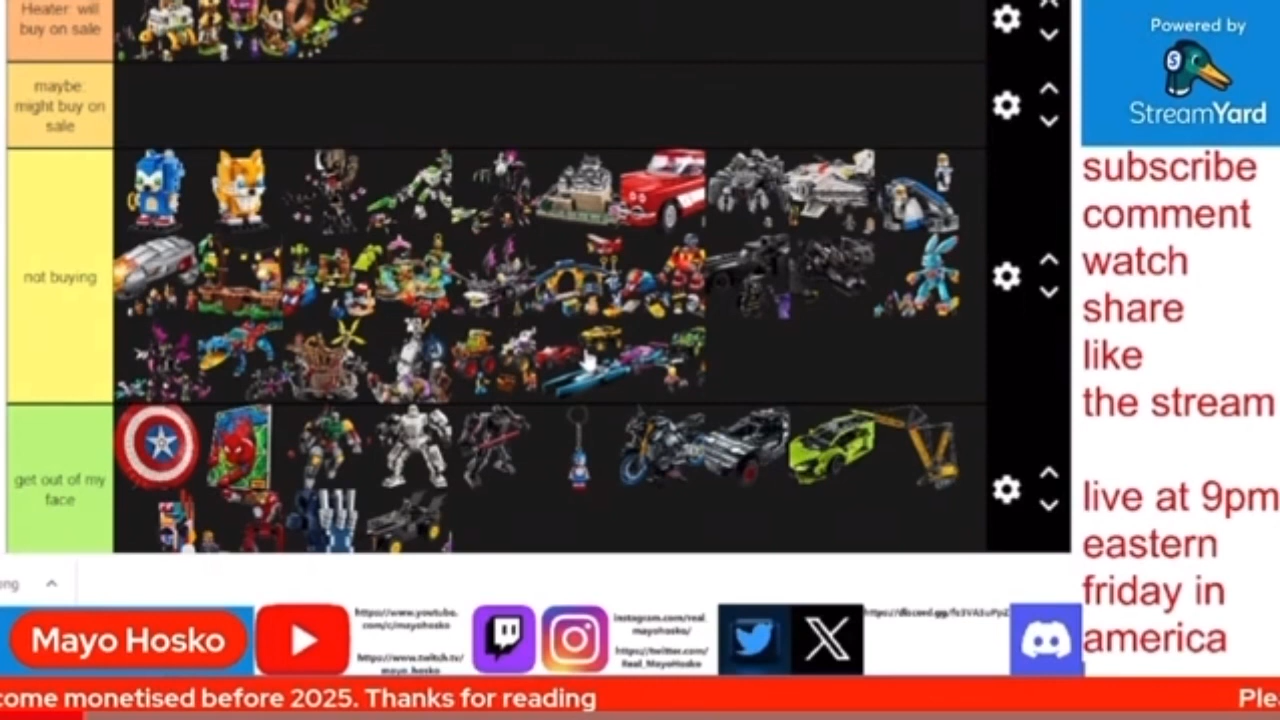 Heater: will
buy on sale
maybe:
might buy on
sale
not buying
get out of my
face
Powered by
S
StreamYard
subscribe
comment
watch
share
like
the stream
live at 9pm
eastern
friday in
america
ong
Mayo Hosko
https://www.youtube.
com/c/mayohosko
https://www.twitch.tv/
mayo_hosko
instagram.com/real_
mayohosko/
https://twitter.com/
Real_MayoHosko
X
come monetised before 2025. Thanks for reading
Ple